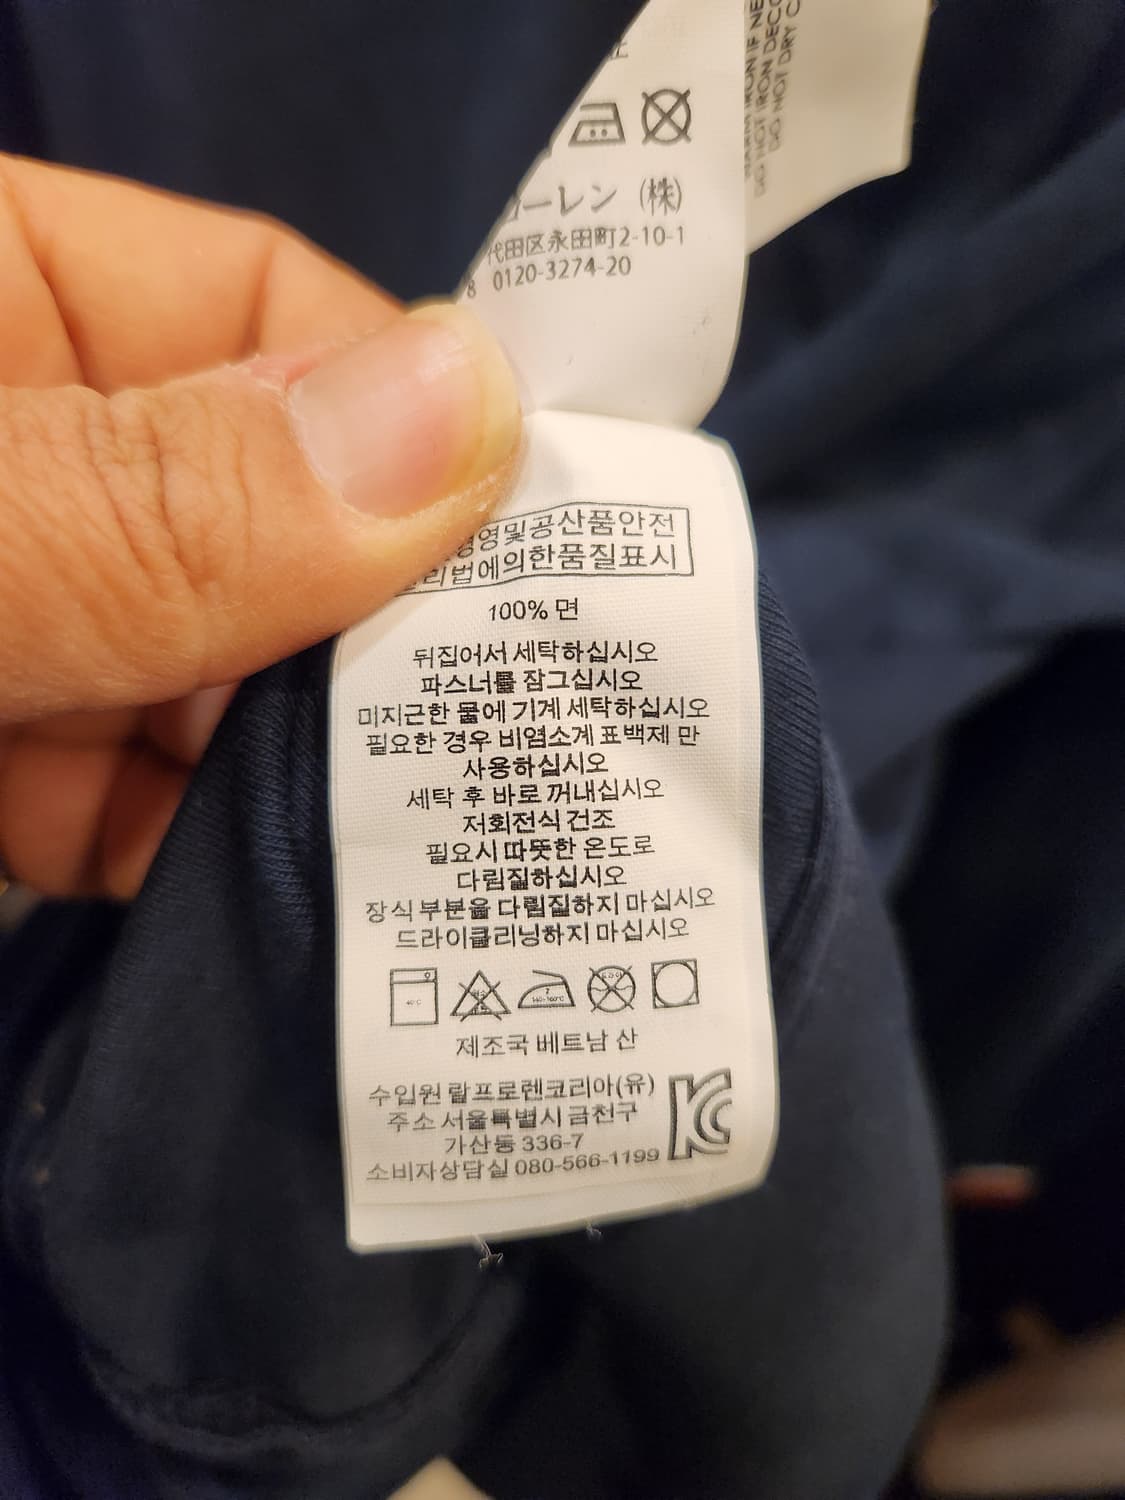 WARM IRON IF NE
DO NOT IRON DECO
DO NOT DRY C
ーレン (株)
代田区永田町2-10-1
8 0120-3274-20
영및공산품안전
리법에의한품질표시
100% 면
뒤집어서 세탁하십시오
파스너를 잠그십시오
미지근한 물에 기계 세탁하십시오
필요한 경우 비염소계 표백제 만
사용하십시오
세탁 후 바로 꺼내십시오
저회전식 건조
필요시 따뜻한 온도로
다림질하십시오
장식 부분을 다림질하지 마십시오
드라이클리닝하지 마십시오
제조국 베트남 산
수입원 랄프로렌코리아(유)
주소 서울특별시 금천구
가산동 336-7
소비자상담실 080-566-1199